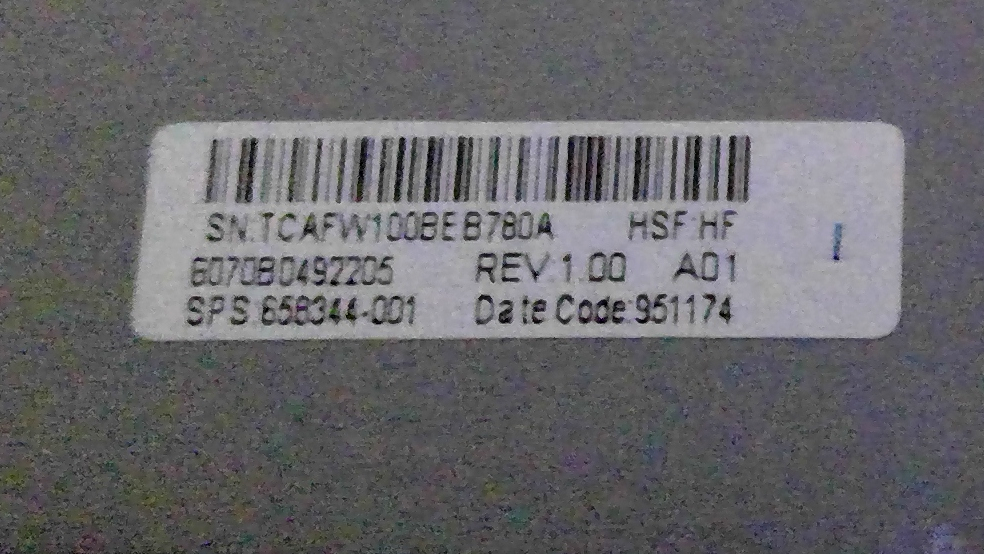 SN:TCAFW100BEB780A HSF:HF
6070B0492205 REV:1.00 A01
SPS:658344-001 Date Code:951174